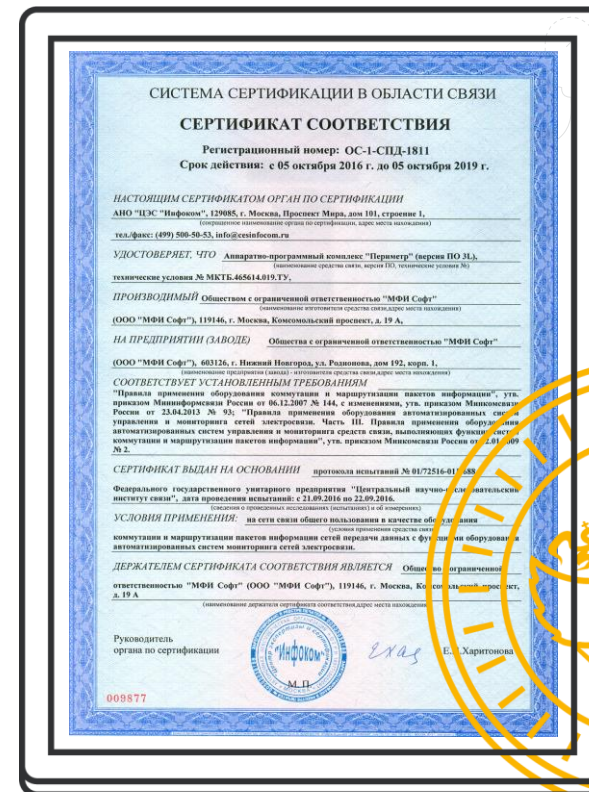 СИСТЕМА СЕРТИФИКАЦИИ В ОБЛАСТИ СВЯЗИ
СЕРТИФИКАТ СООТВЕТСТВИЯ
Регистрационный номер: ОС-1-СПД-1811
Срок действия: с 05 октября 2016 г. до 05 октября 2019 г.
НАСТОЯЩИМ СЕРТИФИКАТОМ ОРГАН ПО СЕРТИФИКАЦИИ
АНО "ЦЭС "Инфоком", 129085, г. Москва, Проспект Мира, дом 101, строение 1,
(сокращенное наименование органа по сертификации, адрес места нахождения)
тел./факс: (499) 500-50-53, info@cesinfocom.ru
УДОСТОВЕРЯЕТ, ЧТО Аппаратно-программный комплекс "Периметр" (версия ПО 3L),
(наименование средства связи, версия ПО, технические условия №)
технические условия № МКТБ.465614.019.ТУ,
ПРОИЗВОДИМЫЙ Обществом с ограниченной ответственностью "МФИ Софт"
(наименование изготовителя средства связи,адрес места нахождения)
(ООО "МФИ Софт"), 119146, г. Москва, Комсомольский проспект, д. 19 А,
НА ПРЕДПРИЯТИИ (ЗАВОДЕ) Общества с ограниченной ответственностью "МФИ Софт"
(ООО "МФИ Софт"), 603126, г. Нижний Новгород, ул. Родионова, дом 192, корп. 1,
(наименование предприятия (завода) - изготовителя средства связи,адрес места нахождения)
СООТВЕТСТВУЕТ УСТАНОВЛЕННЫМ ТРЕБОВАНИЯМ
"Правила применения оборудования коммутации и маршрутизации пакетов информации", утв.
приказом Мининформсвязи России от 06.12.2007 № 144, с изменениями, утв. приказом Минкомсвязи
России от 23.04.2013 № 93; "Правила применения оборудования автоматизированных систем
управления и мониторинга сетей электросвязи. Часть III. Правила применения оборудования
автоматизированных систем управления и мониторинга средств связи, выполняющих функции систем
коммутации и маршрутизации пакетов информации", утв. приказом Минкомсвязи России от 2009
№ 2.
СЕРТИФИКАТ ВЫДАН НА ОСНОВАНИИ протокола испытаний № 01/72516-01
Федерального государственного унитарного предприятия "Центральный научно-исследовательский
институт связи", дата проведения испытаний: с 21.09.2016 по 22.09.2016.
(сведения о проведенных исследованиях (испытаниях) и об измерениях)
УСЛОВИЯ ПРИМЕНЕНИЯ: на сети связи общего пользования в качестве оборудования
(условия применения средства связи)
коммутации и маршрутизации пакетов информации сетей передачи данных с функциями оборудования
автоматизированных систем мониторинга сетей электросвязи.
ДЕРЖАТЕЛЕМ СЕРТИФИКАТА СООТВЕТСТВИЯ ЯВЛЯЕТСЯ Общество с ограниченной
ответственностью "МФИ Софт" (ООО "МФИ Софт"), 119146, г. Москва, Комсомольский проспект,
д. 19 А
(наименование держателя сертификата соответствия,адрес места нахождения)
Руководитель
органа по сертификации
"Инфоком"
М.П.
Харитонова
009877